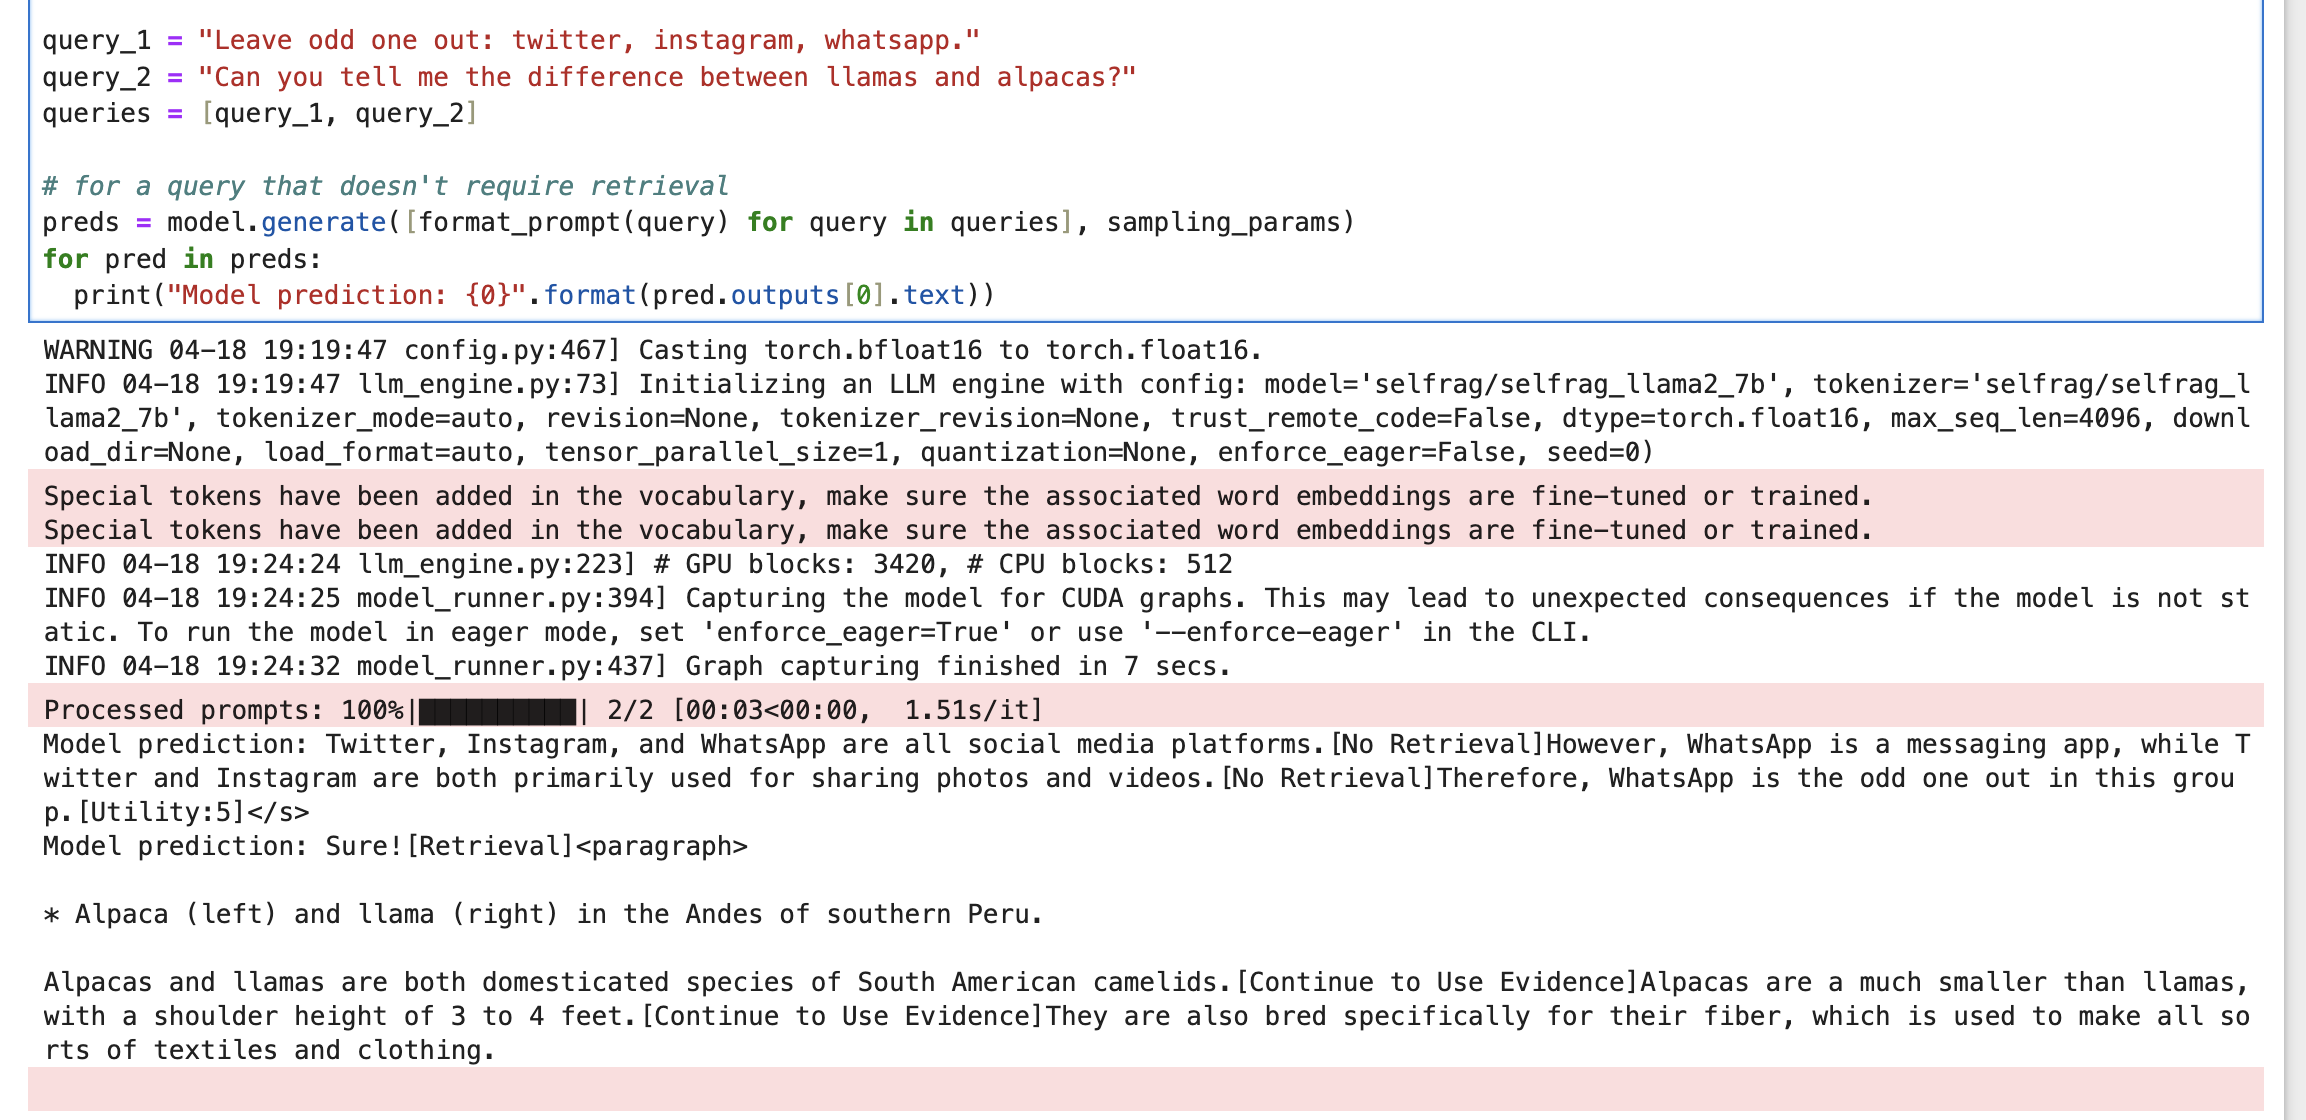 query_1 = "Leave odd one out: twitter, instagram, whatsapp."
query_2 = "Can you tell me the difference between llamas and alpacas?"
queries = [query_1, query_2]
# for a query that doesn't require retrieval
preds = model.generate([format_prompt(query) for query in queries], sampling_params)
for pred in preds:
  print("Model prediction: {0}".format(pred.outputs[0].text))
WARNING 04-18 19:19:47 config.py:467] Casting torch.bfloat16 to torch.float16.
INFO 04-18 19:19:47 llm_engine.py:73] Initializing an LLM engine with config: model='selfrag/selfrag_llama2_7b', tokenizer='selfrag/selfrag_l
lama2_7b', tokenizer_mode=auto, revision=None, tokenizer_revision=None, trust_remote_code=False, dtype=torch.float16, max_seq_len=4096, downl
oad_dir=None, load_format=auto, tensor_parallel_size=1, quantization=None, enforce_eager=False, seed=0)
Special tokens have been added in the vocabulary, make sure the associated word embeddings are fine-tuned or trained.
Special tokens have been added in the vocabulary, make sure the associated word embeddings are fine-tuned or trained.
INFO 04-18 19:24:24 llm_engine.py:223] # GPU blocks: 3420, # CPU blocks: 512
INFO 04-18 19:24:25 model_runner.py:394] Capturing the model for CUDA graphs. This may lead to unexpected consequences if the model is not st
atic. To run the model in eager mode, set 'enforce_eager=True' or use '--enforce-eager' in the CLI.
INFO 04-18 19:24:32 model_runner.py:437] Graph capturing finished in 7 secs.
Processed prompts: 100%|██████████| 2/2 [00:03<00:00,  1.51s/it]
Model prediction: Twitter, Instagram, and WhatsApp are all social media platforms.[No Retrieval]However, WhatsApp is a messaging app, while T
witter and Instagram are both primarily used for sharing photos and videos.[No Retrieval]Therefore, WhatsApp is the odd one out in this grou
p.[Utility:5]</s>
Model prediction: Sure![Retrieval]<paragraph>
* Alpaca (left) and llama (right) in the Andes of southern Peru.
Alpacas and llamas are both domesticated species of South American camelids.[Continue to Use Evidence]Alpacas are a much smaller than llamas,
with a shoulder height of 3 to 4 feet.[Continue to Use Evidence]They are also bred specifically for their fiber, which is used to make all so
rts of textiles and clothing.